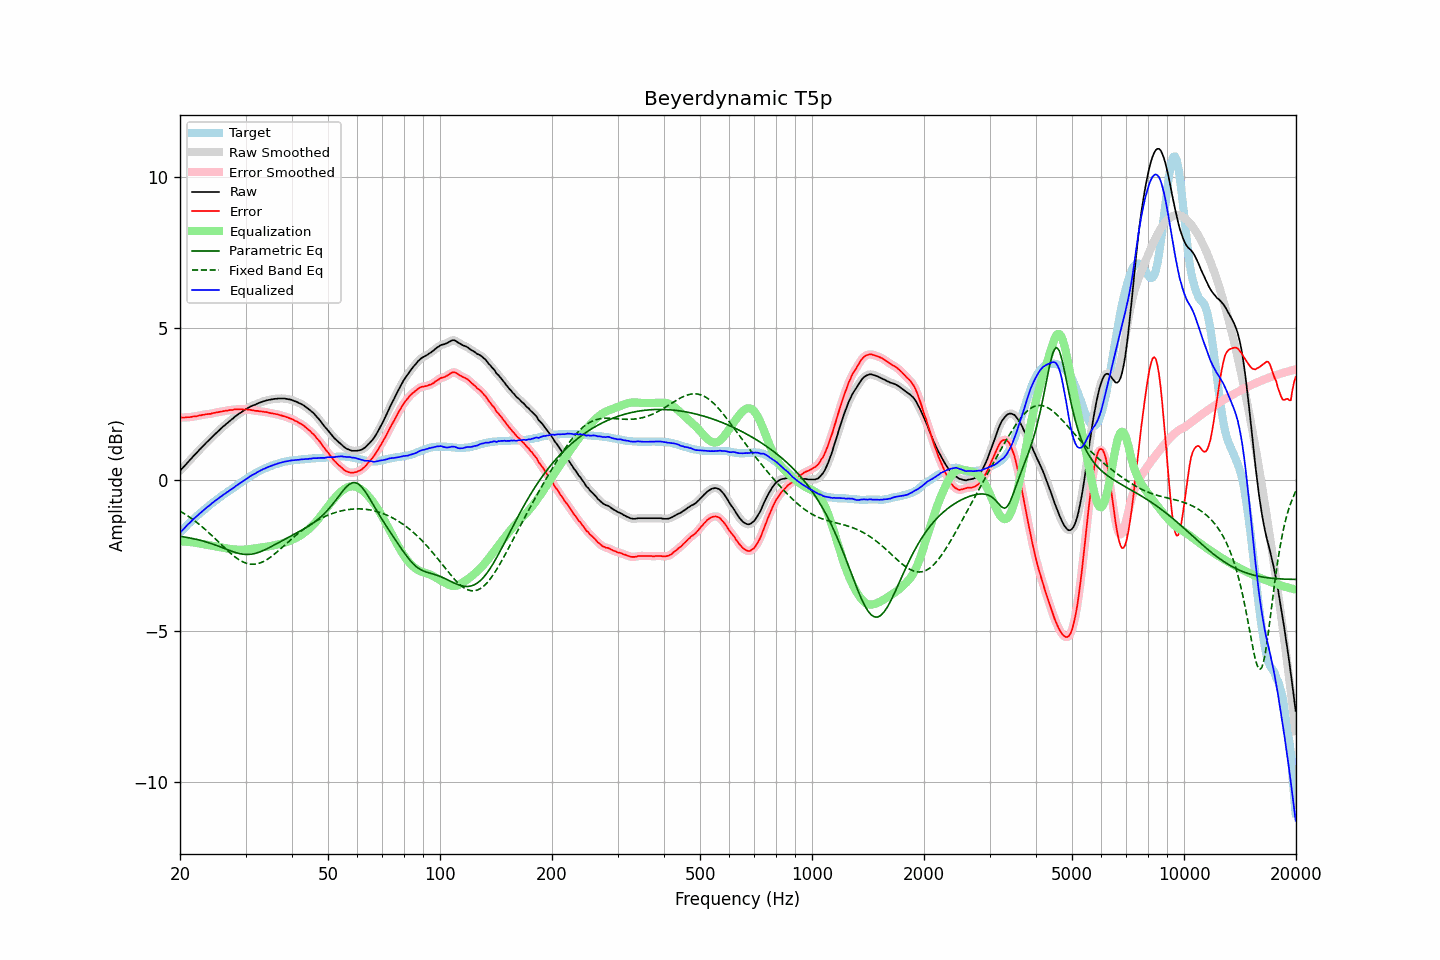 Beyerdynamic T5p
Target
Raw Smoothed
Error Smoothed
Raw
Error
Equalization
Parametric Eq
Fixed Band Eq
Equalized
10
5
0
−5
−10
Amplitude (dBr)
20 50 100 200 500 1000 2000 5000 10000 20000
Frequency (Hz)